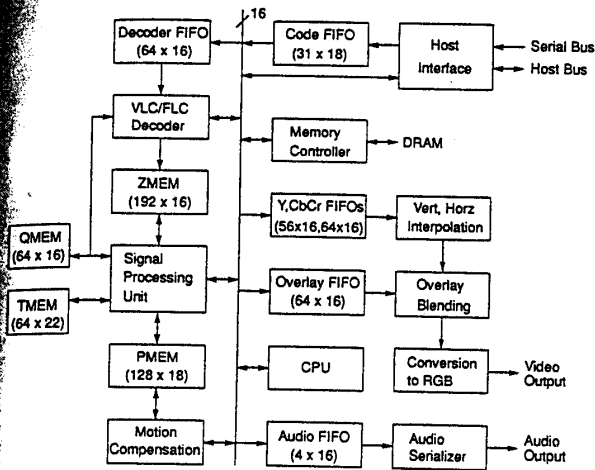 16
Decoder FIFO
(64 x 16)
Code FIFO
(31 x 18)
Host
Interface
Serial Bus
Host Bus
VLC/FLC
Decoder
Memory
Controller
DRAM
ZMEM
(192 x 16)
Y,CbCr FIFOs
(56x16,64x16)
Vert, Horz
Interpolation
QMEM
(64 x 16)
Signal
Processing
Unit
Overlay FIFO
(64 x 16)
Overlay
Blending
TMEM
(64 x 22)
PMEM
(128 x 18)
CPU
Conversion
to RGB
Video
Output
Motion
Compensation
Audio FIFO
(4 x 16)
Audio
Serializer
Audio
Output